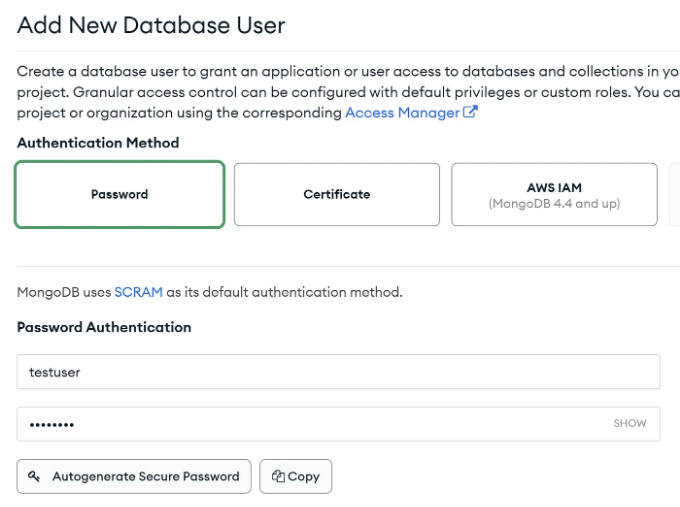 Add New Database User
Create a database user to grant an application or user access to databases and collections in yo
project. Granular access control can be configured with default privileges or custom roles. You ca
project or organization using the corresponding Access Manager
Authentication Method
Password
Certificate
AWS IAM
(MongoDB 4.4 and up)
MongoDB uses SCRAM as its default authentication method.
Password Authentication
testuser
•••••••• SHOW
Autogenerate Secure Password
Copy